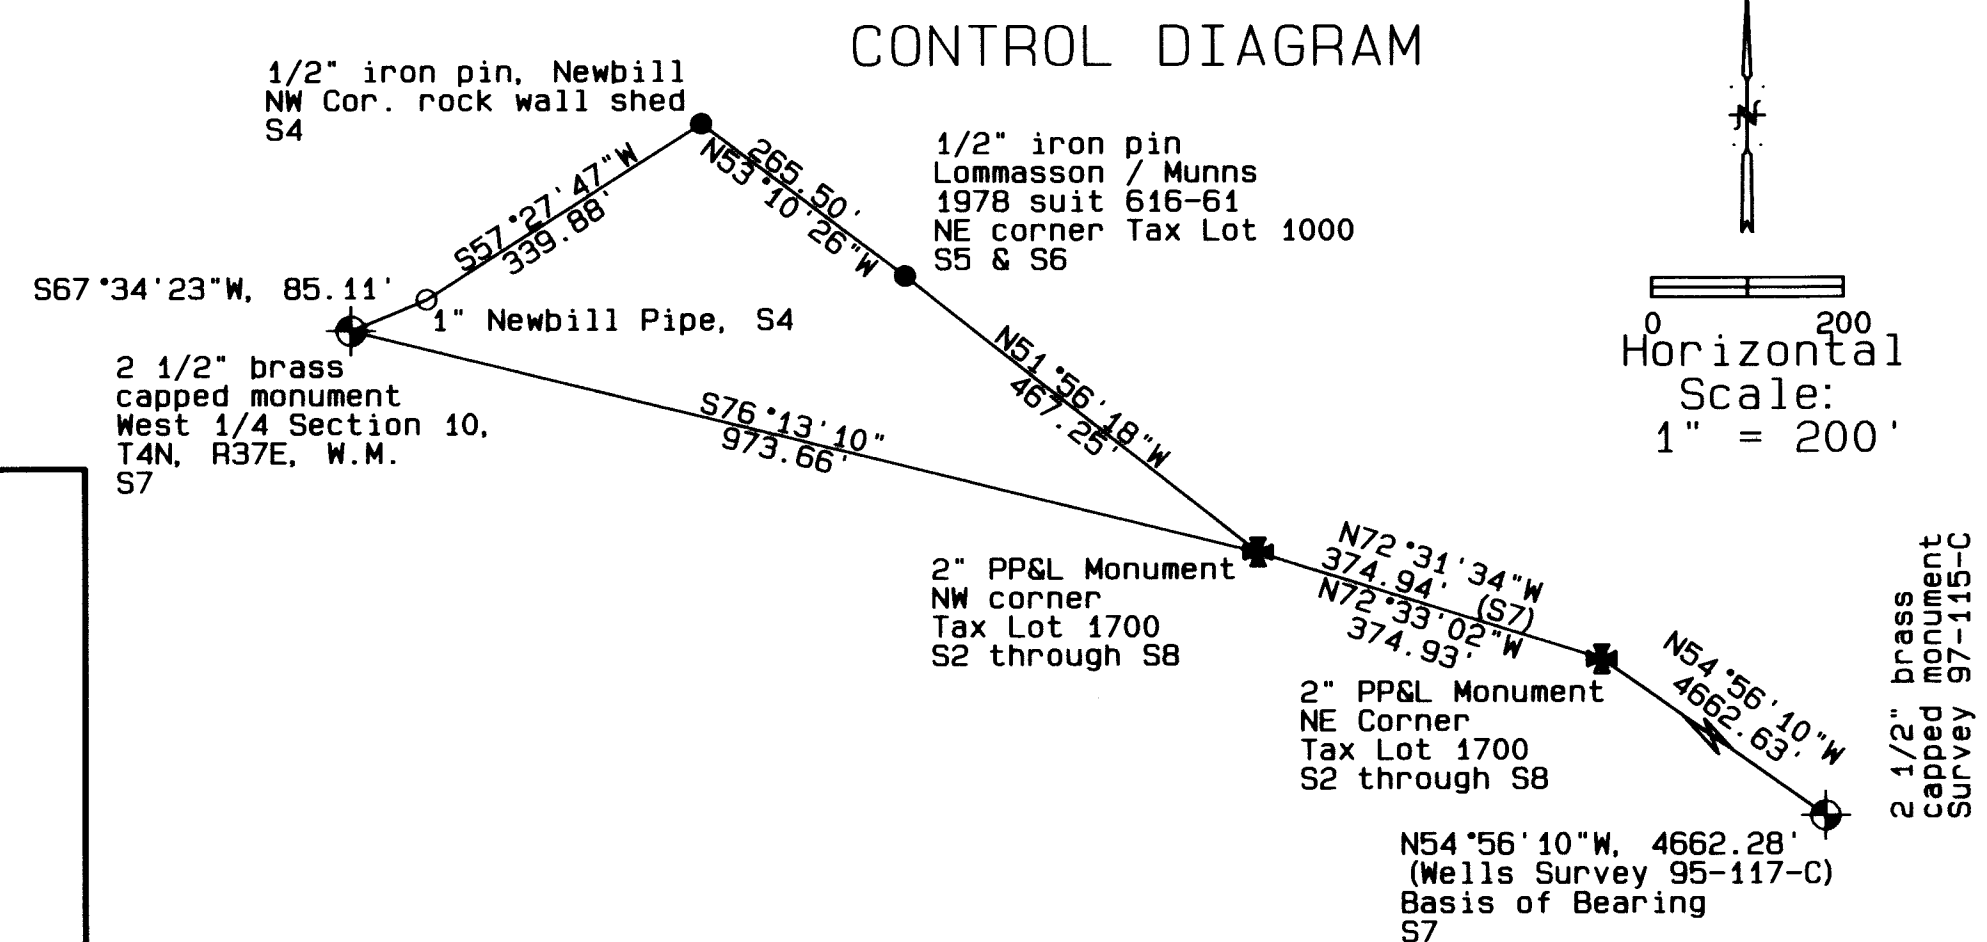 CONTROL DIAGRAM
1/2" iron pin, Newbill
NW Cor. rock wall shed
S4
S57°27'47"W
339.88'
265.50'
N53°10'26"W
1/2" iron pin
Lommasson / Munns
1978 suit 616-61
NE corner Tax Lot 1000
S5 & S6
N
0 200
Horizontal
Scale:
1" = 200'
S67°34'23"W, 85.11'
1" Newbill Pipe, S4
2 1/2" brass
capped monument
West 1/4 Section 10,
T4N, R37E, W.M.
S7
N51°56'18"W
467.25'
S76°13'10"
973.66'
2" PP&L Monument
NW corner
Tax Lot 1700
S2 through S8
N72°31'34"W
374.94' (S7)
N72°33'02"W
374.93'
2" PP&L Monument
NE Corner
Tax Lot 1700
S2 through S8
N54°56'10"W
4662.63'
2 1/2" brass
capped monument
Survey 97-115-C
N54°56'10"W, 4662.28'
(Wells Survey 95-117-C)
Basis of Bearing
S7